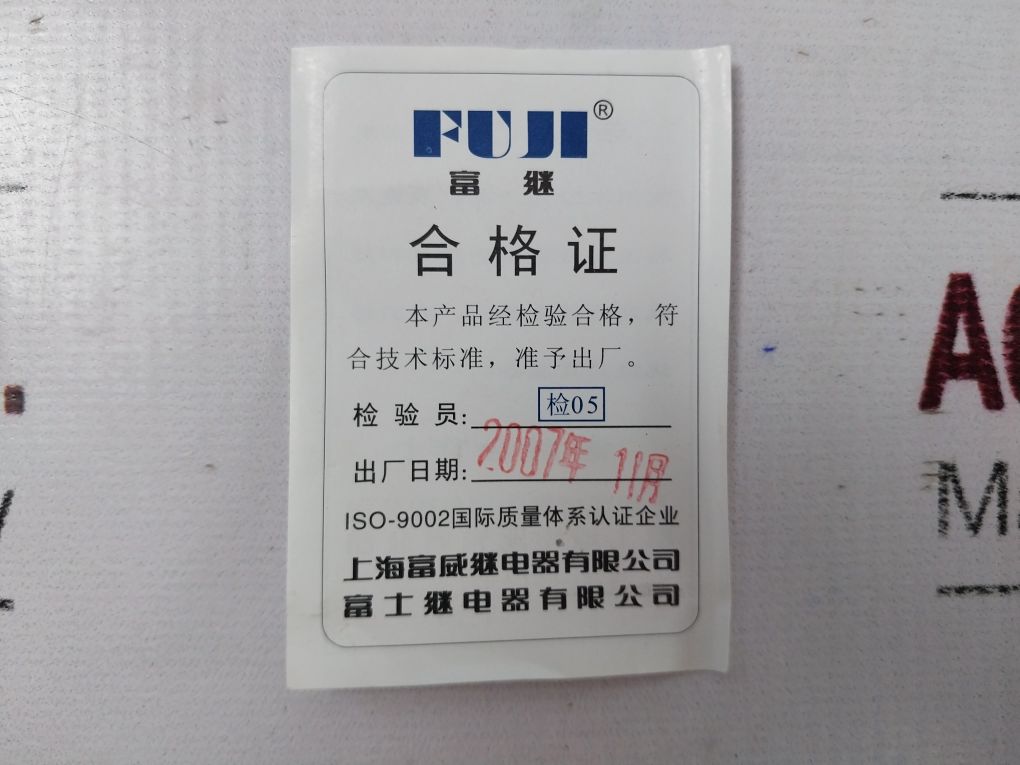 FUJI®
富继
合格证
本产品经检验合格，符
合技术标准，准予出厂。
检验员: 检05
出厂日期: 2007年 11月
ISO-9002国际质量体系认证企业
上海富威继电器有限公司
富士继电器有限公司